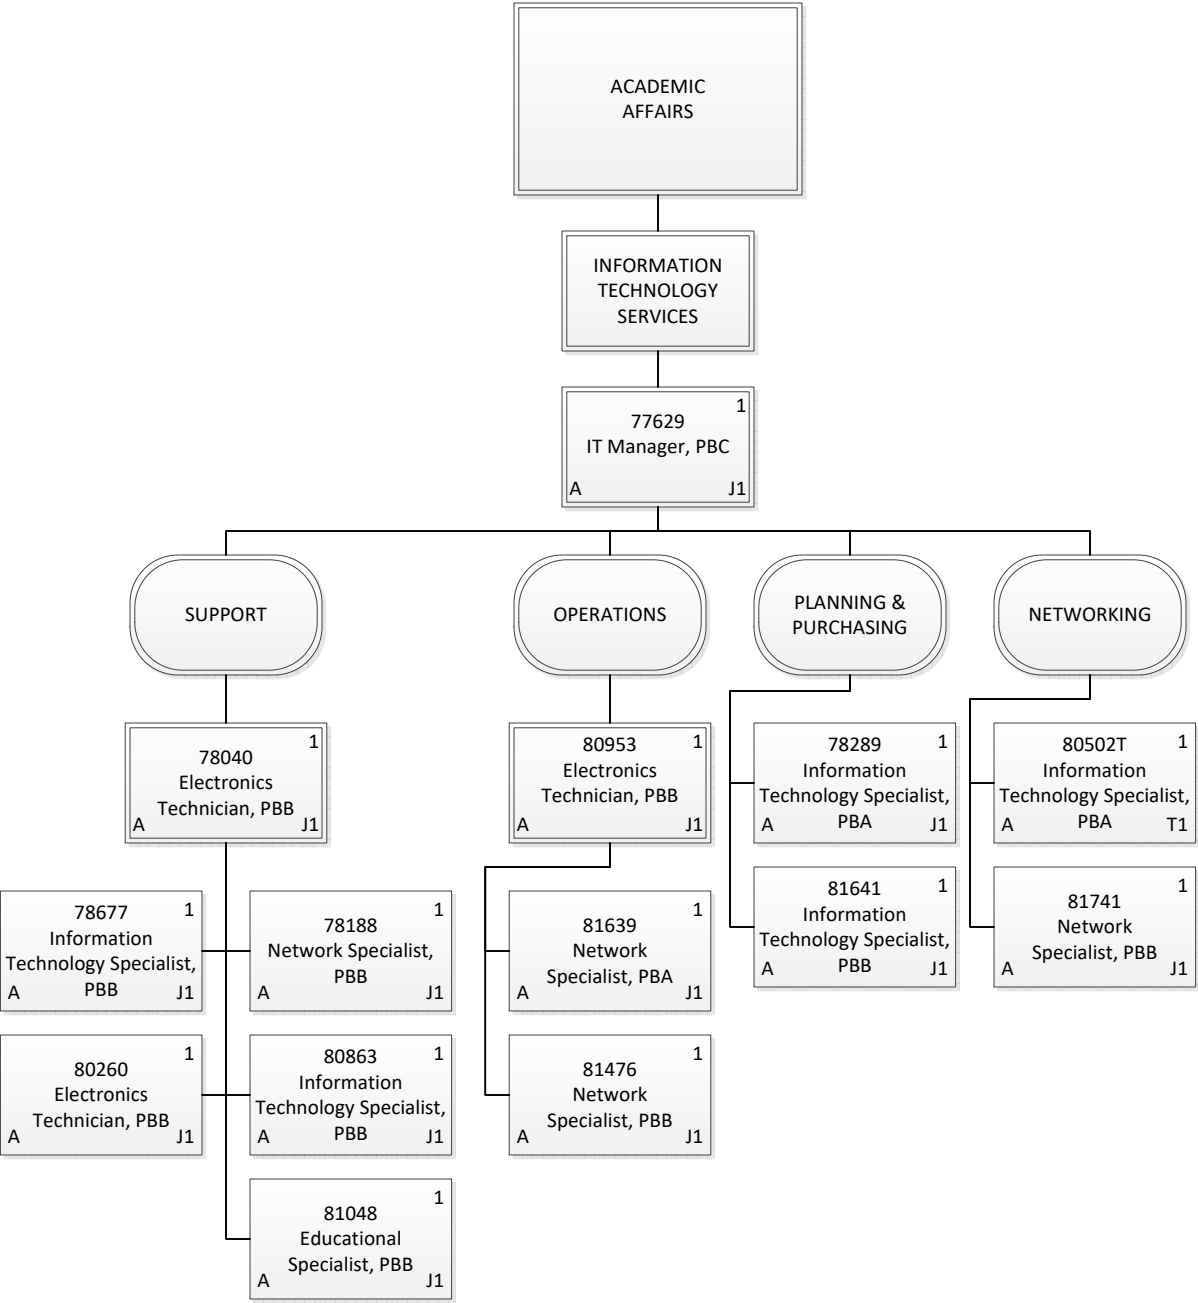 ACADEMIC
AFFAIRS
INFORMATION
TECHNOLOGY
SERVICES
1
77629
IT Manager, PBC
A J1
SUPPORT
OPERATIONS
PLANNING &
PURCHASING
NETWORKING
1
78040
Electronics
Technician, PBB
A J1
80953 1
Electronics
Technician, PBB
A J1
78289 1
Information
Technology Specialist,
A PBA J1
80502T 1
Information
Technology Specialist,
A PBA T1
78677 1
Information
Technology Specialist,
A PBB J1
1
78188
Network Specialist,
PBB
A J1
1
81639
Network
Specialist, PBA
A J1
81641 1
Information
Technology Specialist,
A PBB J1
1
81741
Network
Specialist, PBB
A J1
1
80260
Electronics
Technician, PBB
A J1
80863 1
Information
Technology Specialist,
A PBB J1
1
81476
Network
Specialist, PBB
A J1
1
81048
Educational
Specialist, PBB
A J1